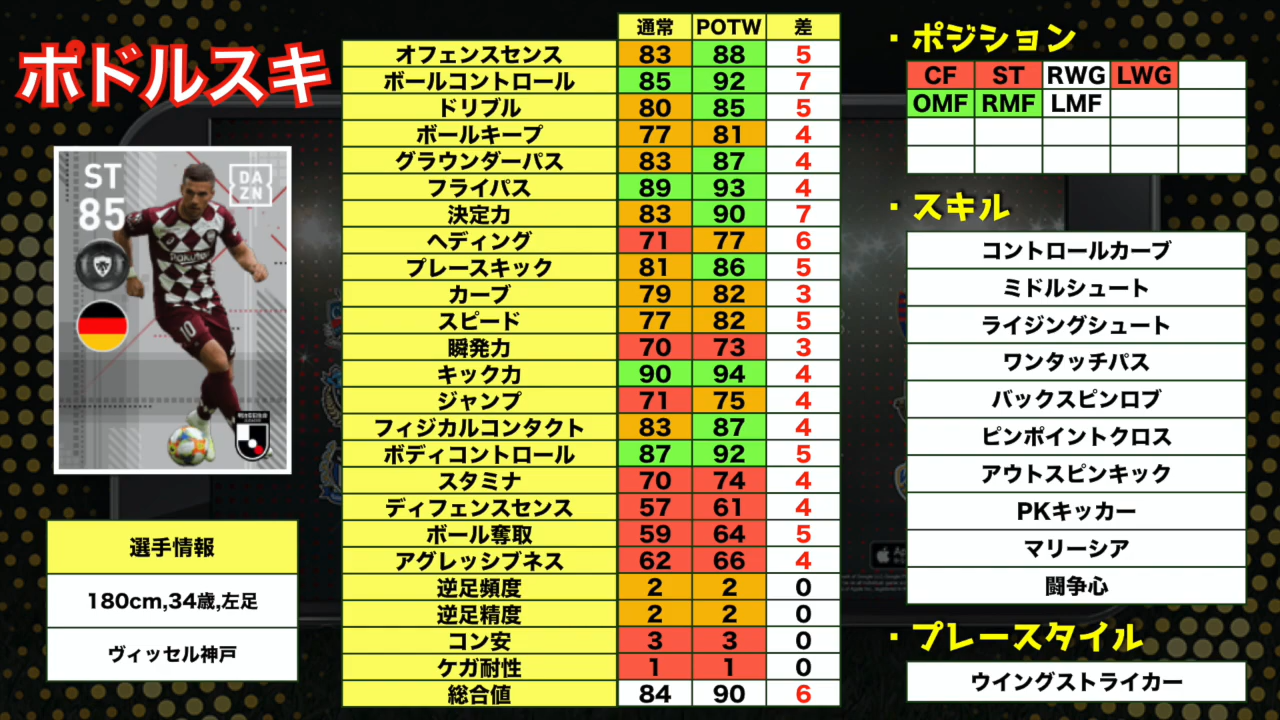 ポドルスキ
ST
85
DA
ZN
10
選手情報
180cm,34歳,左足
ヴィッセル神戸
通常 POTW 差
オフェンスセンス 83 88 5
ボールコントロール 85 92 7
ドリブル 80 85 5
ボールキープ 77 81 4
グラウンダーパス 83 87 4
フライパス 89 93 4
決定力 83 90 7
ヘディング 71 77 6
プレースキック 81 86 5
カーブ 79 82 3
スピード 77 82 5
瞬発力 70 73 3
キック力 90 94 4
ジャンプ 71 75 4
フィジカルコンタクト 83 87 4
ボディコントロール 87 92 5
スタミナ 70 74 4
ディフェンスセンス 57 61 4
ボール奪取 59 64 5
アグレッシブネス 62 66 4
逆足頻度 2 2 0
逆足精度 2 2 0
コン安 3 3 0
ケガ耐性 1 1 0
総合値 84 90 6
・ポジション
CF ST RWG LWG
OMF RMF LMF
・スキル
コントロールカーブ
ミドルシュート
ライジングシュート
ワンタッチパス
バックスピンロブ
ピンポイントクロス
アウトスピンキック
PKキッカー
マリーシア
闘争心
・プレースタイル
ウイングストライカー